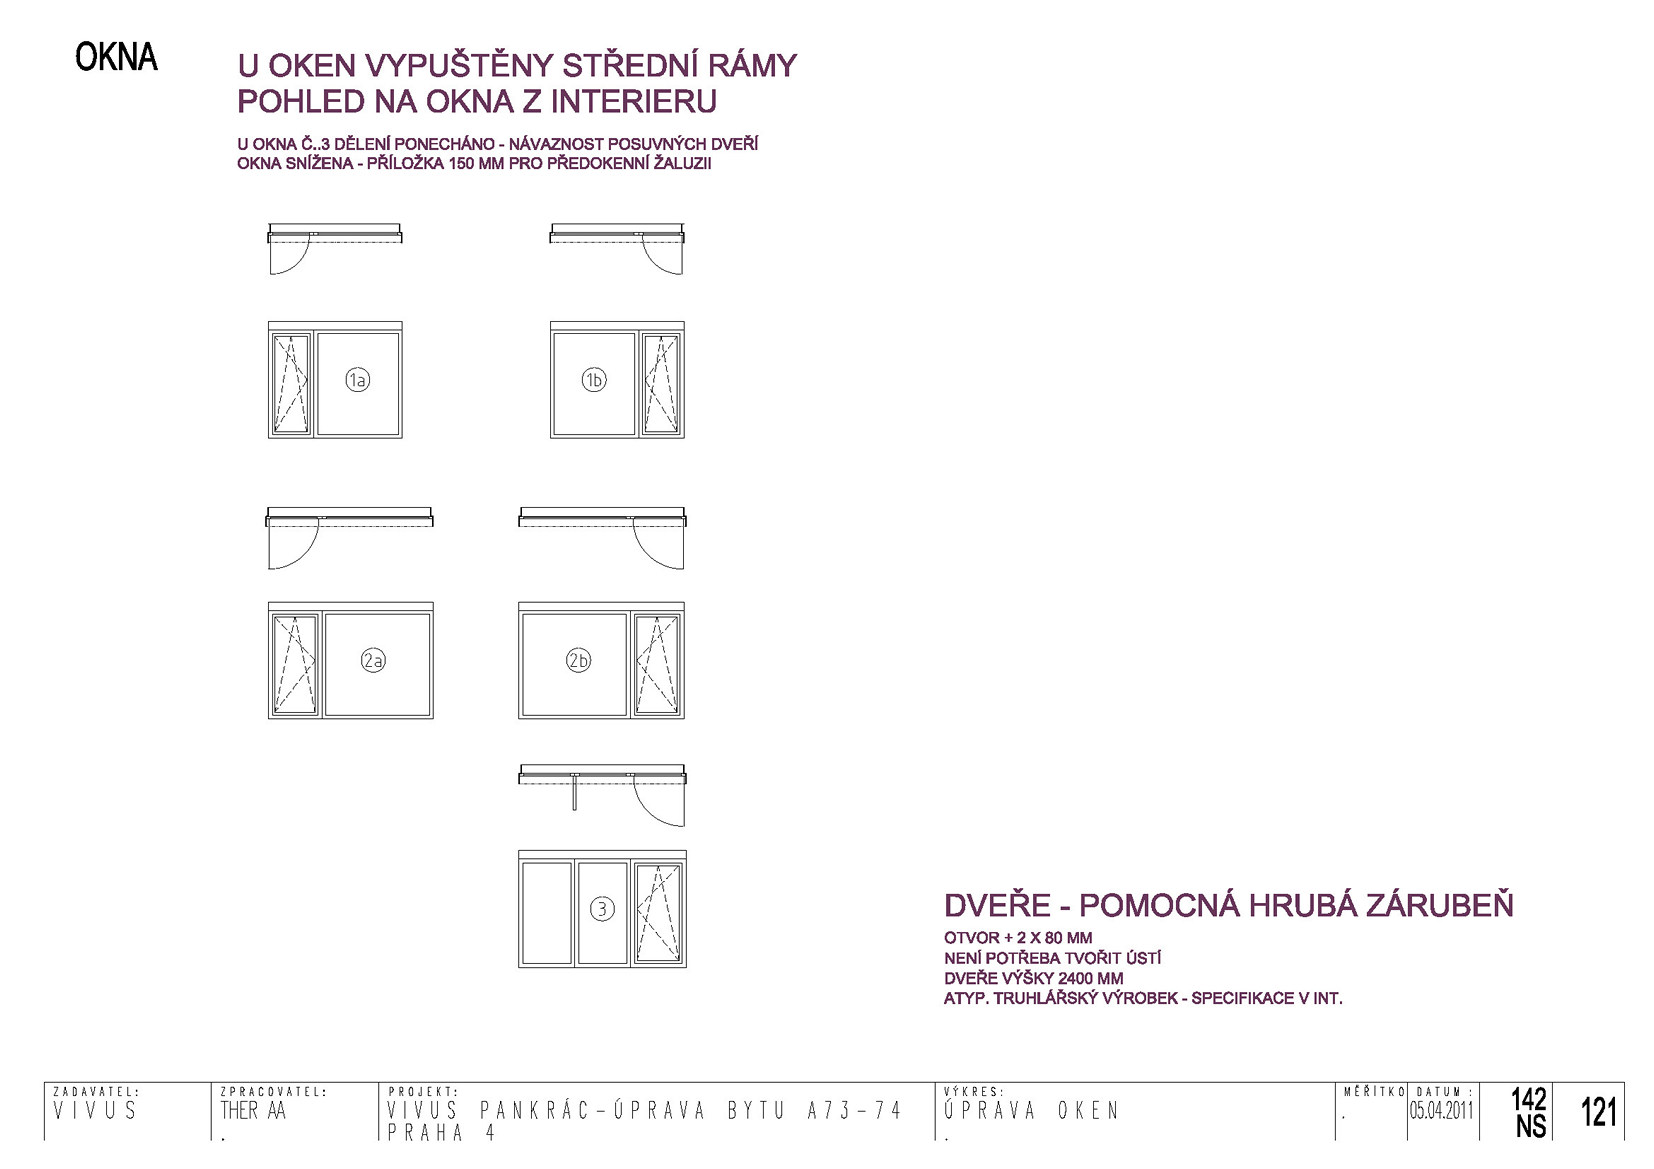 OKNA
U OKEN VYPUŠTĚNY STŘEDNÍ RÁMY
POHLED NA OKNA Z INTERIERU
U OKNA Č..3 DĚLENÍ PONECHÁNO - NÁVAZNOST POSUVNÝCH DVEŘÍ
OKNA SNÍŽENA - PŘÍLOŽKA 150 MM PRO PŘEDOKENNÍ ŽALUZII
1a
1b
2a
2b
3
DVEŘE - POMOCNÁ HRUBÁ ZÁRUBEŇ
OTVOR + 2 X 80 MM
NENÍ POTŘEBA TVOŘIT ÚSTÍ
DVEŘE VÝŠKY 2400 MM
ATYP. TRUHLÁŘSKÝ VÝROBEK - SPECIFIKACE V INT.
ZADAVATEL:
VIVUS
ZPRACOVATEL:
THER AA
.
PROJEKT:
VIVUS PANKRÁC-ÚPRAVA BYTU A73-74
PRAHA 4
VÝKRES:
ÚPRAVA OKEN
.
MĚŘÍTKO
.
DATUM :
05.04.2011
142
NS
121